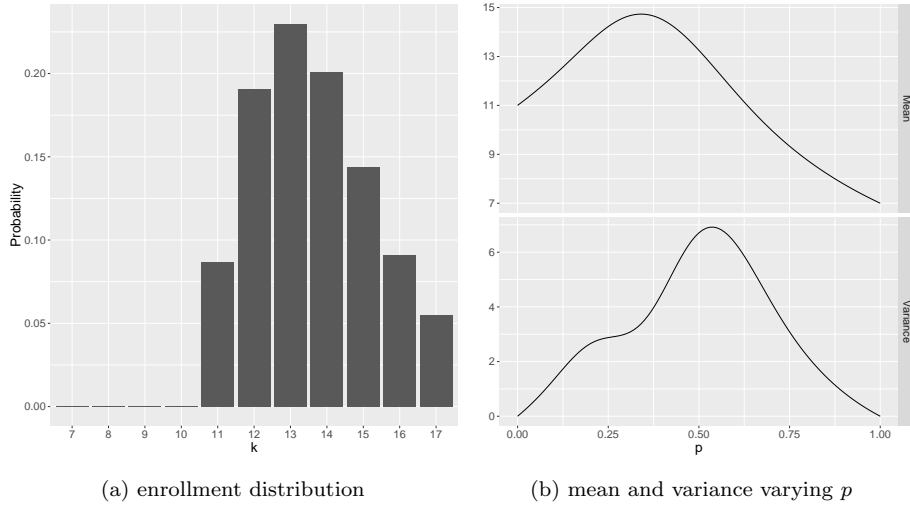 0.20
0.15
0.10
0.05
0.00
Probability
7 8 9 10 11 12 13 14 15 16 17
k
(a) enrollment distribution
15
13
11
9
7
Mean
6
4
2
0
Variance
0.00 0.25 0.50 0.75 1.00
p
(b) mean and variance varying p